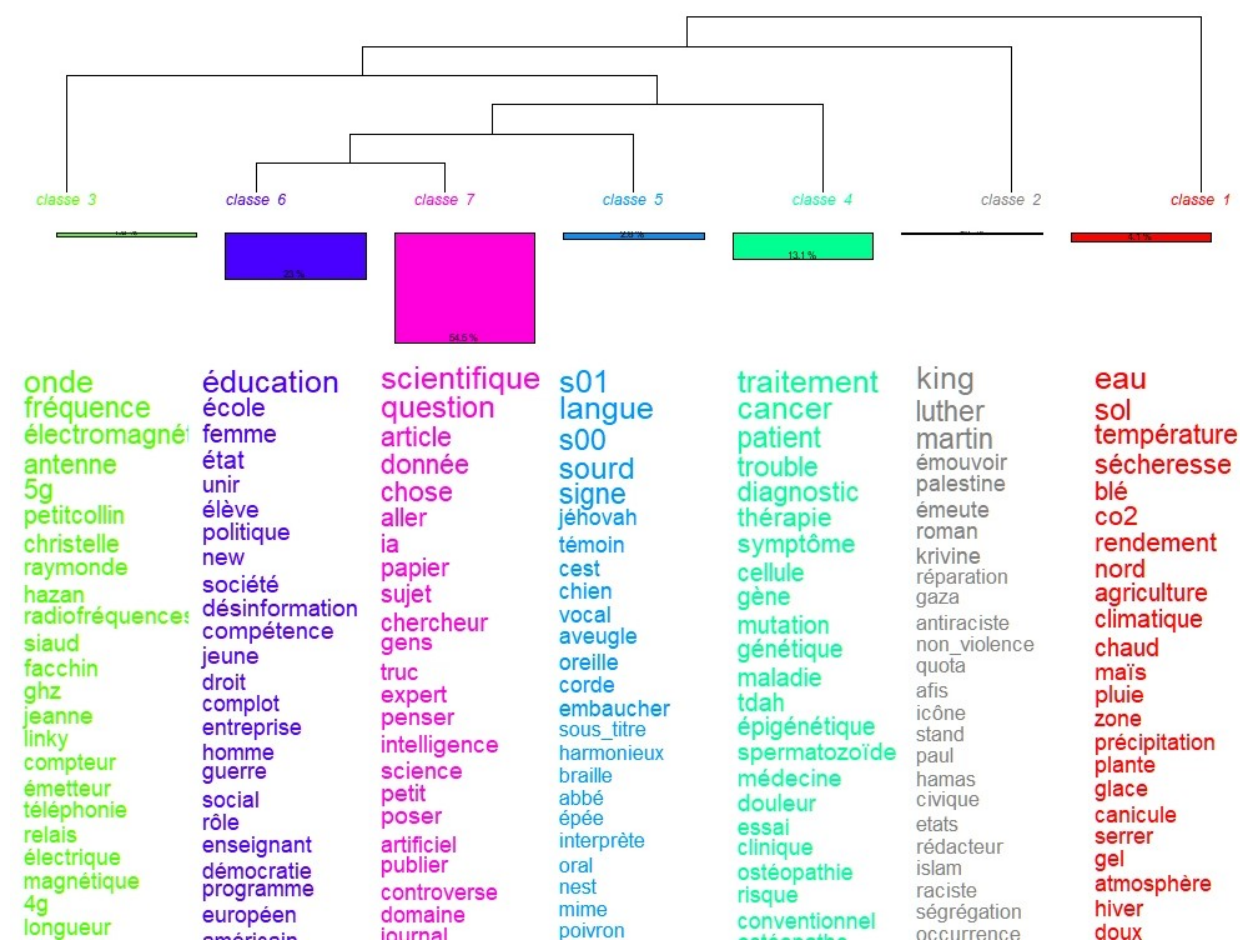 classe 3
classe 6
classe 7
classe 5
classe 4
classe 2
classe 1
23 %
54.5 %
2.8 %
13.1 %
4.1 %
onde
fréquence
électromagnét
antenne
5g
petitcollin
christelle
raymonde
hazan
radiofréquences
siaud
facchin
ghz
jeanne
linky
compteur
émetteur
téléphonie
relais
électrique
magnétique
4g
longueur
éducation
école
femme
état
unir
élève
politique
new
société
désinformation
compétence
jeune
droit
complot
entreprise
homme
guerre
social
rôle
enseignant
démocratie
programme
européen
américain
scientifique
question
article
donnée
chose
aller
ia
papier
sujet
chercheur
gens
truc
expert
penser
intelligence
science
petit
poser
artificiel
publier
controverse
domaine
journal
s01
langue
s00
sourd
signe
jéhovah
témoin
cest
chien
vocal
aveugle
oreille
corde
embaucher
sous_titre
harmonieux
braille
abbé
épée
interprète
oral
nest
mime
poivron
traitement
cancer
patient
trouble
diagnostic
thérapie
symptôme
cellule
gène
mutation
génétique
maladie
tdah
épigénétique
spermatozoïde
médecine
douleur
essai
clinique
ostéopathie
risque
conventionnel
ostéopathe
king
luther
martin
émouvoir
palestine
émeute
roman
krivine
réparation
gaza
antiraciste
non_violence
quota
afis
icône
stand
paul
hamas
civique
etats
rédacteur
islam
raciste
ségrégation
occurrence
eau
sol
température
sécheresse
blé
co2
rendement
nord
agriculture
climatique
chaud
maïs
pluie
zone
précipitation
plante
glace
canicule
serrer
gel
atmosphère
hiver
doux